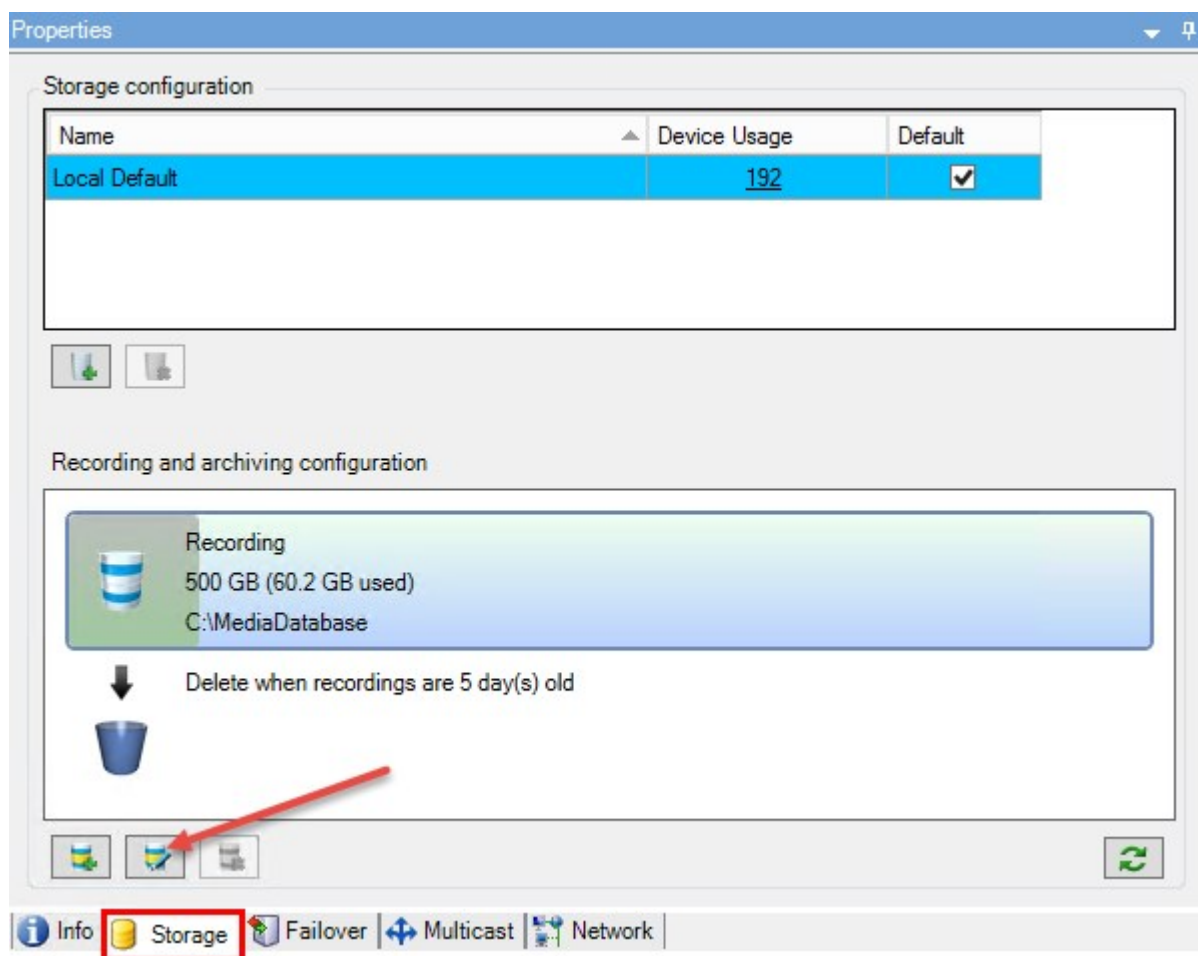 Properties
Storage configuration
Name Device Usage Default
Local Default 192
Recording and archiving configuration
Recording
500 GB (60.2 GB used)
C:\MediaDatabase
Delete when recordings are 5 day(s) old
Info Storage Failover Multicast Network